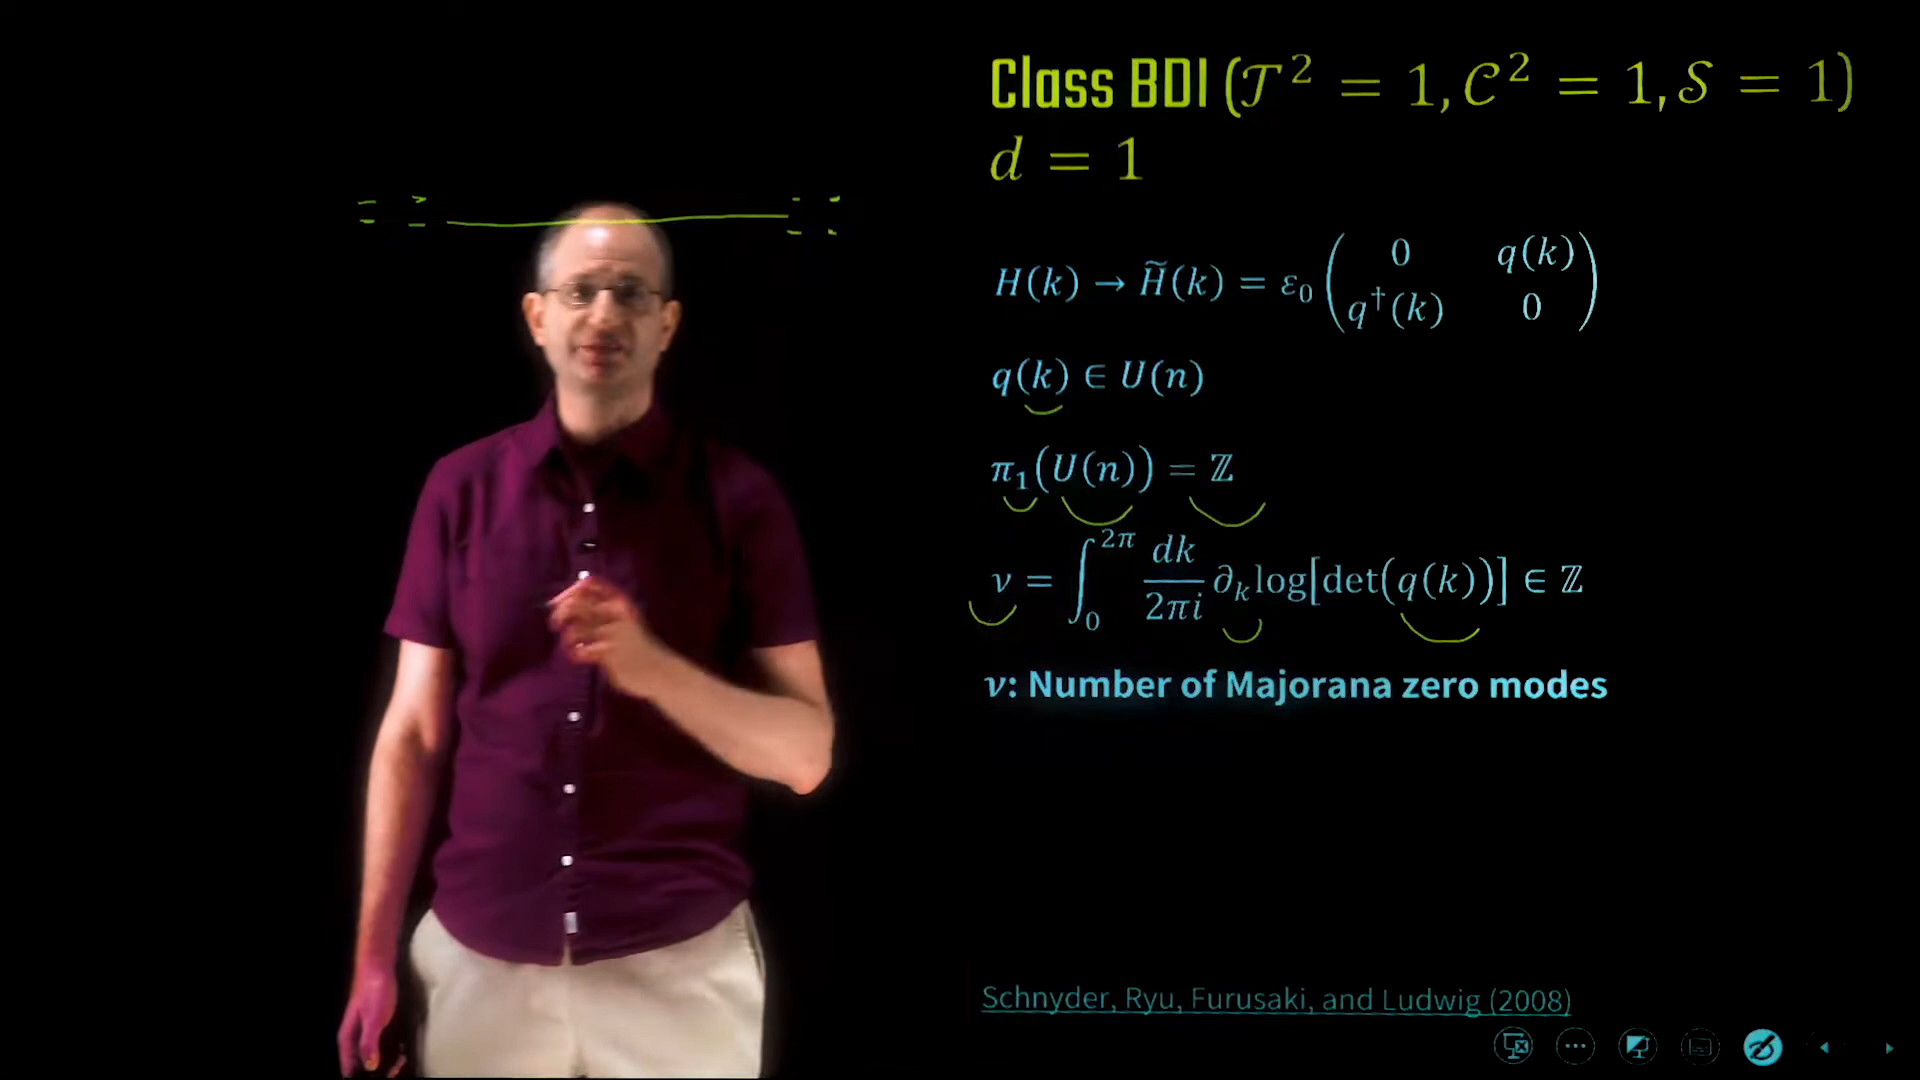 Class BDI (𝒯² = 1, 𝒞² = 1, 𝒮 = 1)
d = 1
H(k) → H̃(k) = ε₀ ( 0 q(k) ; q†(k) 0 )
q(k) ∈ U(n)
π₁(U(n)) = ℤ
ν = ∫₀^2π dk/2πi ∂ₖ log[det(q(k))] ∈ ℤ
ν: Number of Majorana zero modes
Schnyder, Ryu, Furusaki, and Ludwig (2008)